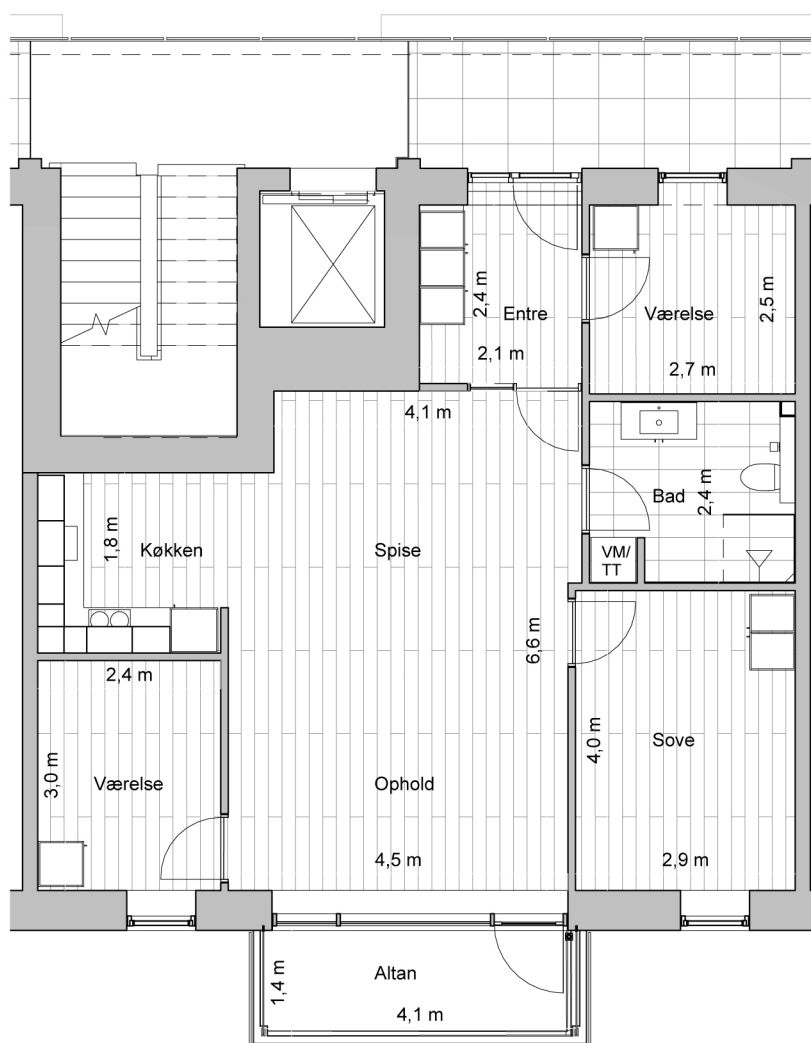 2,4 m
Entre
2,1 m
Værelse
2,5 m
2,7 m
4,1 m
Bad
2,4 m
VM/
TT
1,8 m
Køkken
Spise
6,6 m
2,4 m
3,0 m
Værelse
Ophold
4,5 m
4,0 m
Sove
2,9 m
Altan
1,4 m
4,1 m